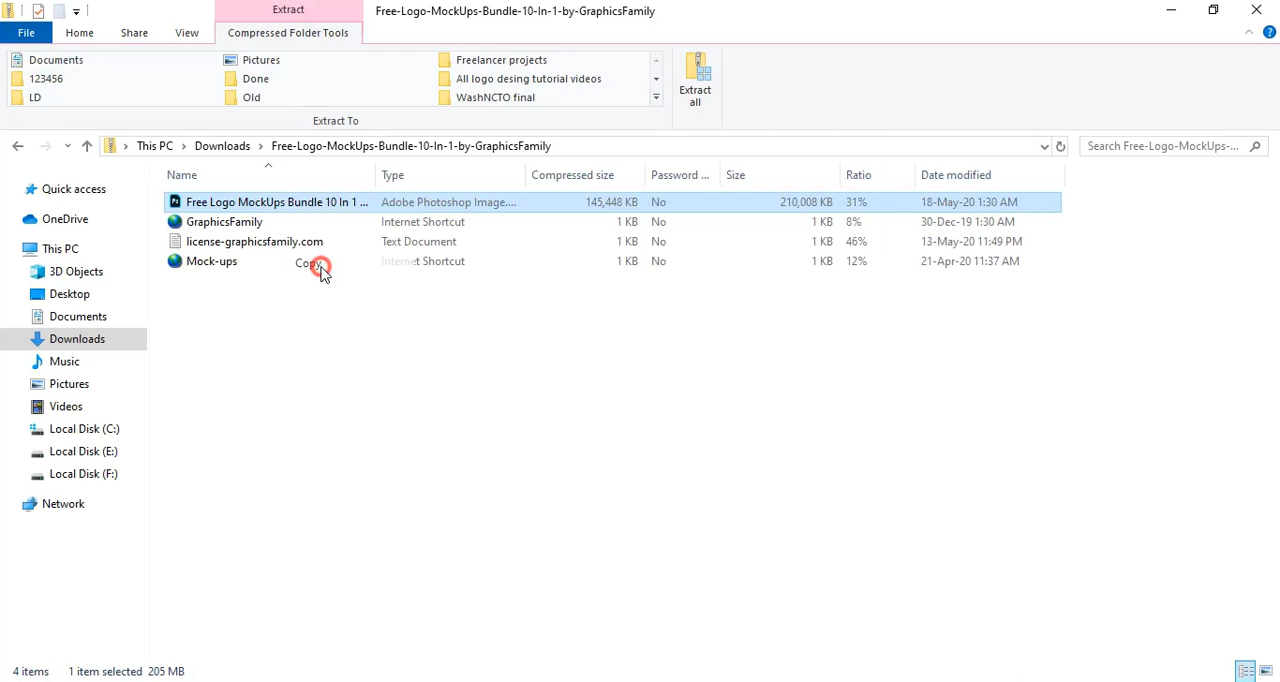 Extract
Free-Logo-MockUps-Bundle-10-In-1-by-GraphicsFamily
File Home Share View Compressed Folder Tools
Documents Pictures Freelancer projects
123456 Done All logo desing tutorial videos
LD Old WashNCTO final
Extract all
Extract To
This PC Downloads Free-Logo-MockUps-Bundle-10-In-1-by-GraphicsFamily Search Free-Logo-MockUps-...
Name Type Compressed size Password ... Size Ratio Date modified
Free Logo MockUps Bundle 10 In 1 ... Adobe Photoshop Image.... 145,448 KB No 210,008 KB 31% 18-May-20 1:30 AM
GraphicsFamily Internet Shortcut 1 KB No 1 KB 8% 30-Dec-19 1:30 AM
license-graphicsfamily.com Text Document 1 KB No 1 KB 46% 13-May-20 11:49 PM
Mock-ups Internet Shortcut 1 KB No 1 KB 12% 21-Apr-20 11:37 AM
Copy
Quick access
OneDrive
This PC
3D Objects
Desktop
Documents
Downloads
Music
Pictures
Videos
Local Disk (C:)
Local Disk (E:)
Local Disk (F:)
Network
4 items 1 item selected 205 MB